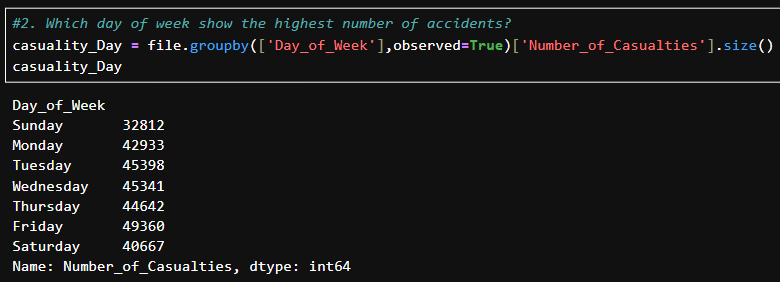 #2. Which day of week show the highest number of accidents?
casuality_Day = file.groupby(['Day_of_Week'],observed=True)['Number_of_Casualties'].size()
casuality_Day
Day_of_Week
Sunday       32812
Monday       42933
Tuesday      45398
Wednesday    45341
Thursday     44642
Friday       49360
Saturday     40667
Name: Number_of_Casualties, dtype: int64